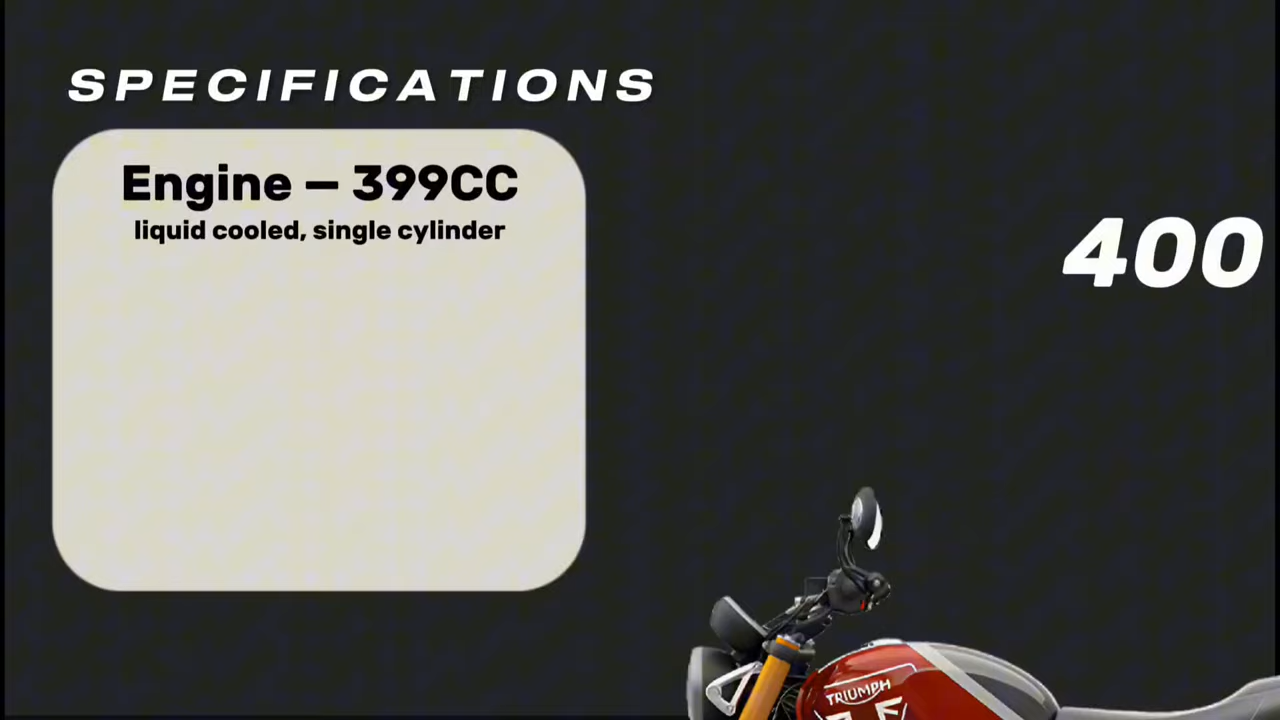 SPECIFICATIONS
Engine – 399CC
liquid cooled, single cylinder
400
TRIUMPH